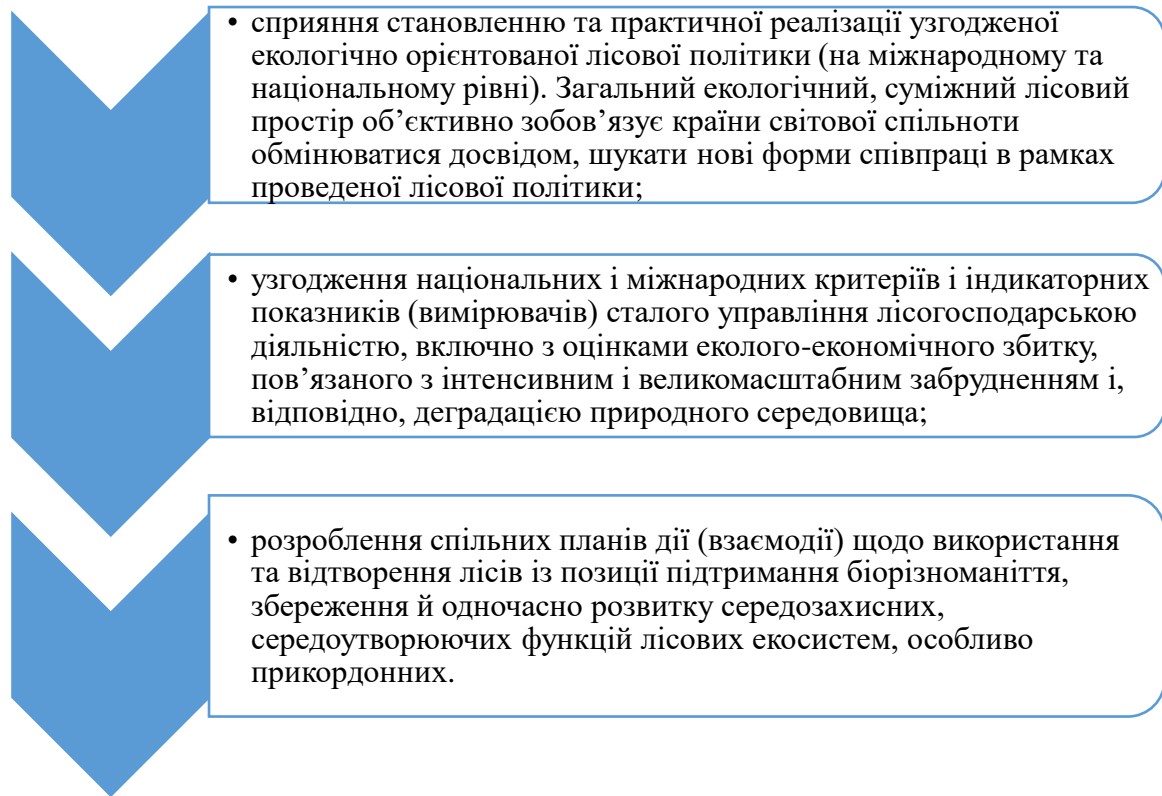 • сприяння становленню та практичної реалізації узгодженої
екологічно орієнтованої лісової політики (на міжнародному та
національному рівні). Загальний екологічний, суміжний лісовий
простір об’єктивно зобов’язує країни світової спільноти
обмінюватися досвідом, шукати нові форми співпраці в рамках
проведеної лісової політики;
• узгодження національних і міжнародних критеріїв і індикаторних
показників (вимірювачів) сталого управління лісогосподарською
діяльністю, включно з оцінками еколого-економічного збитку,
пов’язаного з інтенсивним і великомасштабним забрудненням і,
відповідно, деградацією природного середовища;
• розроблення спільних планів дії (взаємодії) щодо використання
та відтворення лісів із позиції підтримання біорізноманіття,
збереження й одночасно розвитку середозахисних,
середоутворюючих функцій лісових екосистем, особливо
прикордонних.